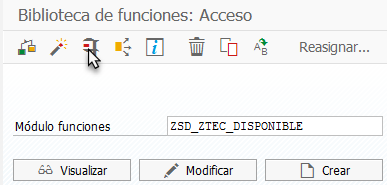 Biblioteca de funciones: Acceso
Reasignar...
Módulo funciones ZSD_ZTEC_DISPONIBLE
Visualizar Modificar Crear